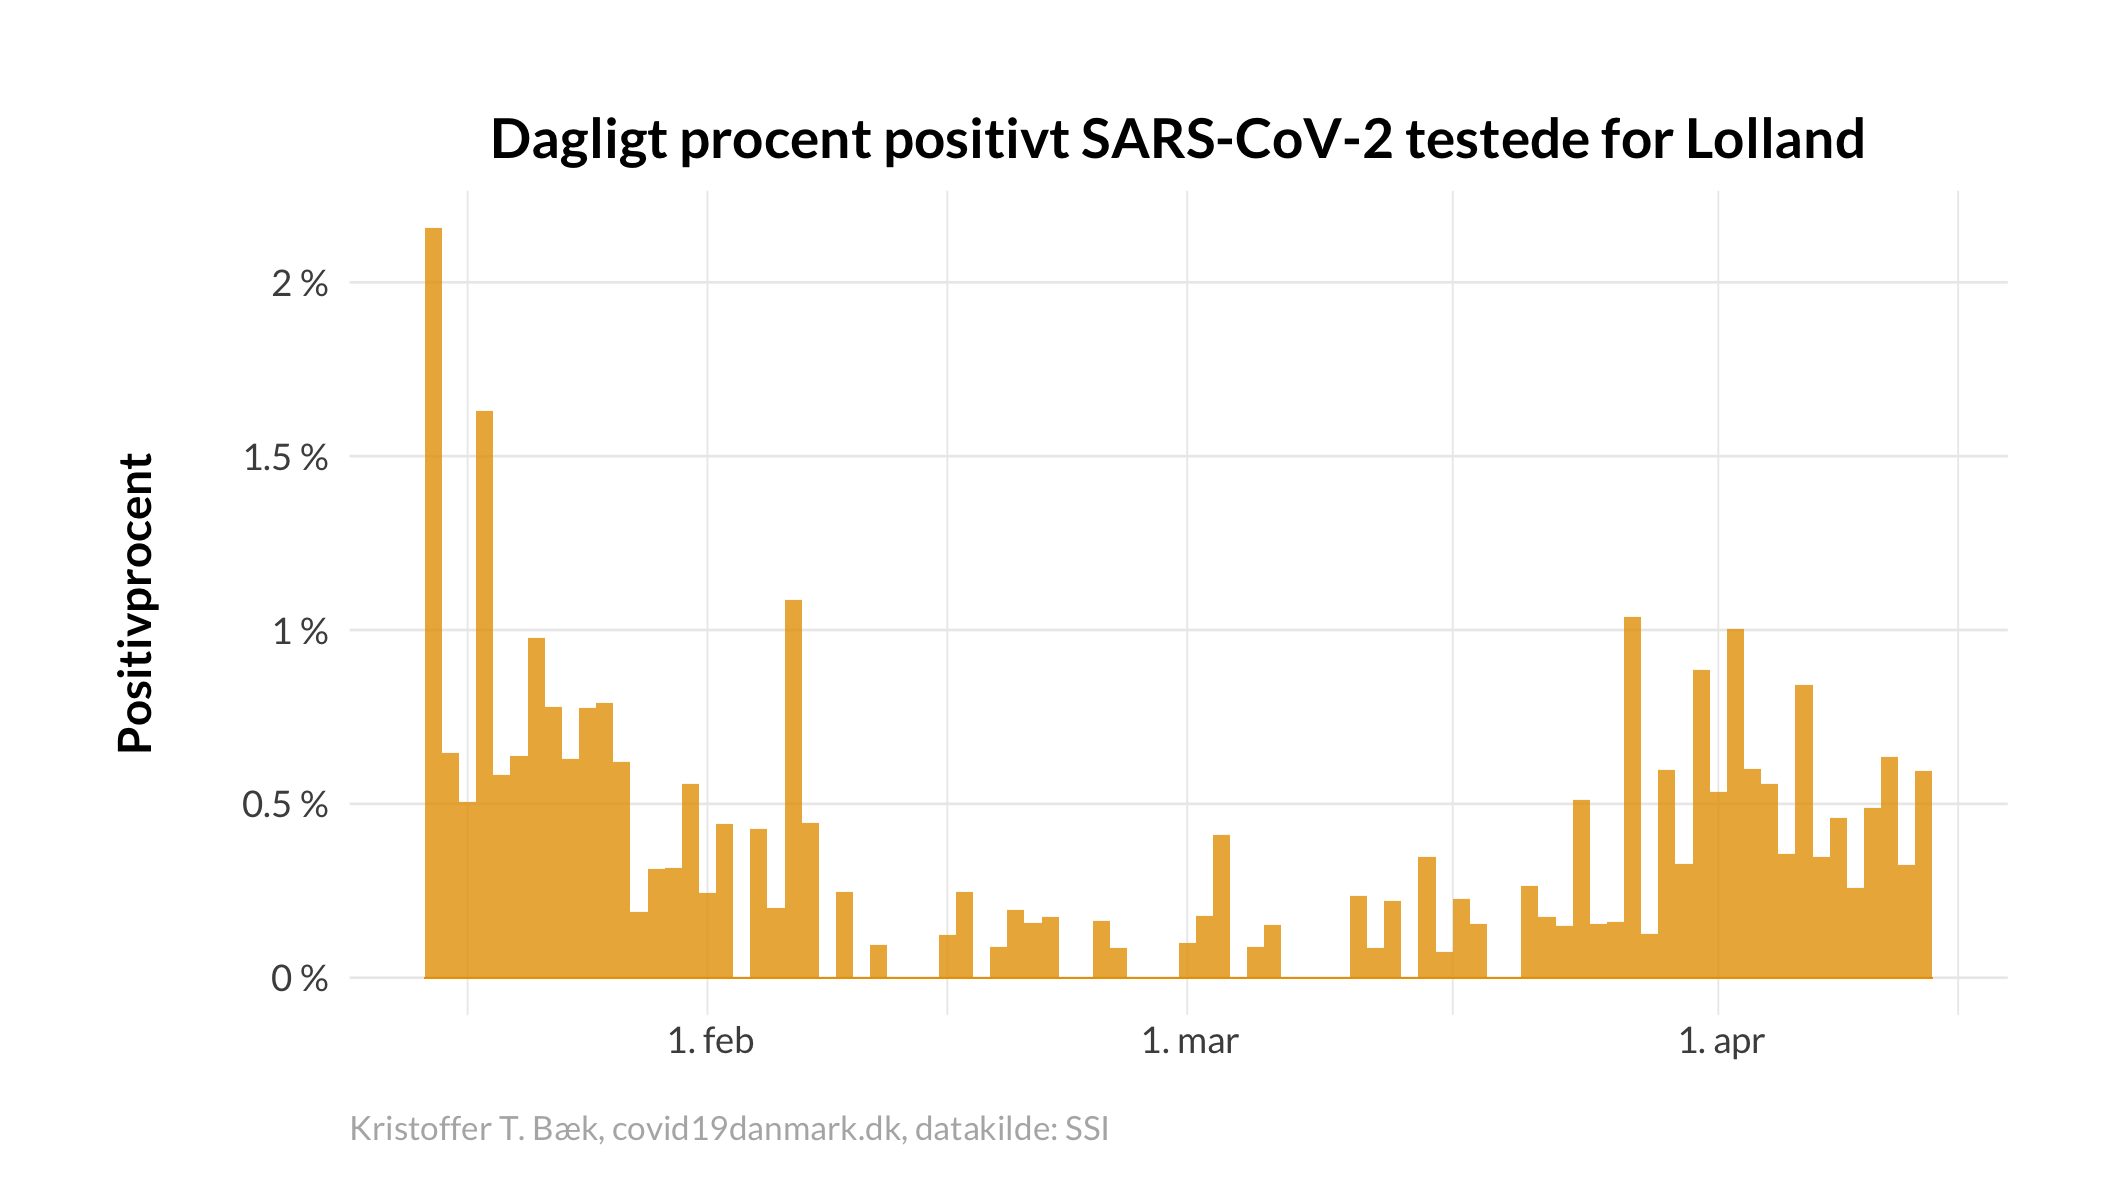 Dagligt procent positivt SARS-CoV-2 testede for Lolland
Positivprocent
2 %
1.5 %
1 %
0.5 %
0 %
1. feb
1. mar
1. apr
Kristoffer T. Bæk, covid19danmark.dk, datakilde: SSI